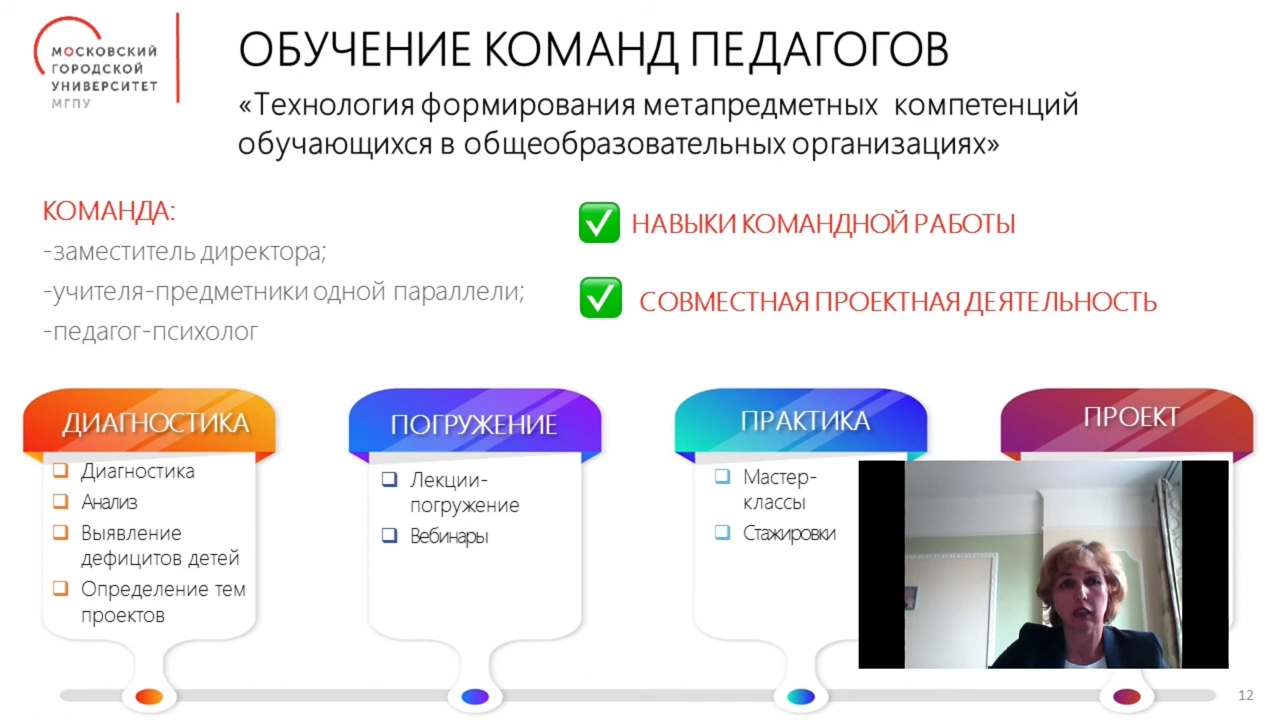 МОСКОВСКИЙ
ГОРОДСКОЙ
УНИВЕРСИТЕТ
МГПУ
ОБУЧЕНИЕ КОМАНД ПЕДАГОГОВ
«Технология формирования метапредметных компетенций
обучающихся в общеобразовательных организациях»
КОМАНДА:
-заместитель директора;
-учителя-предметники одной параллели;
-педагог-психолог
НАВЫКИ КОМАНДНОЙ РАБОТЫ
СОВМЕСТНАЯ ПРОЕКТНАЯ ДЕЯТЕЛЬНОСТЬ
ДИАГНОСТИКА
Диагностика
Анализ
Выявление
дефицитов детей
Определение тем
проектов
ПОГРУЖЕНИЕ
Лекции-
погружение
Вебинары
ПРАКТИКА
Мастер-
классы
Стажировки
ПРОЕКТ
12